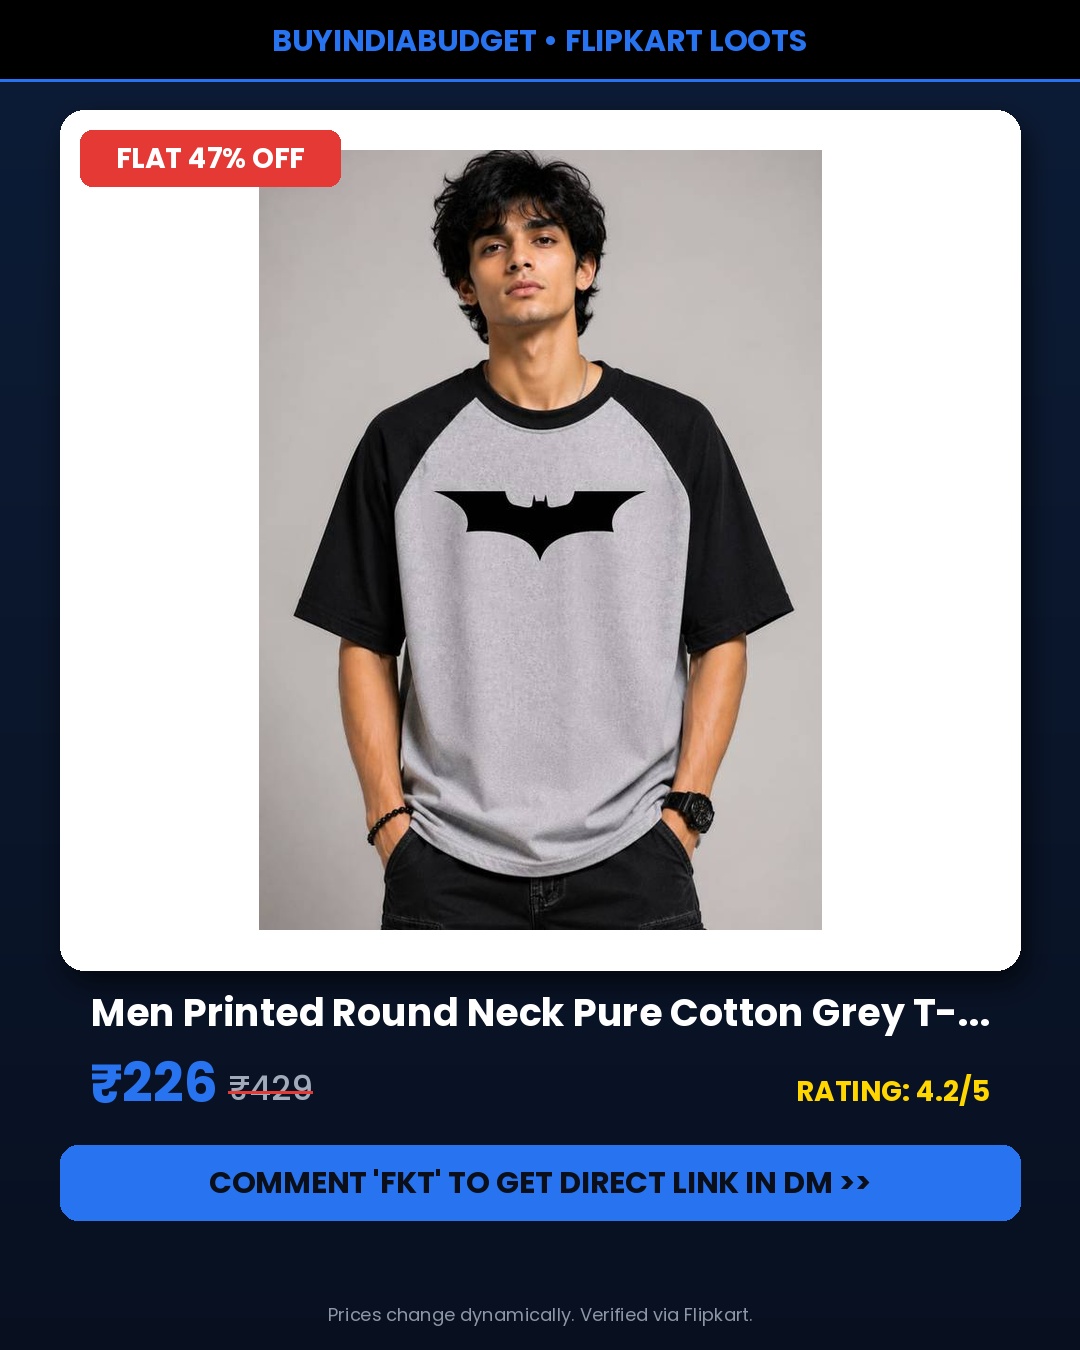 BUYINDIABUDGET • FLIPKART LOOTS
FLAT 47% OFF
Men Printed Round Neck Pure Cotton Grey T-...
₹226 ₹429
RATING: 4.2/5
COMMENT 'FKT' TO GET DIRECT LINK IN DM >>
Prices change dynamically. Verified via Flipkart.